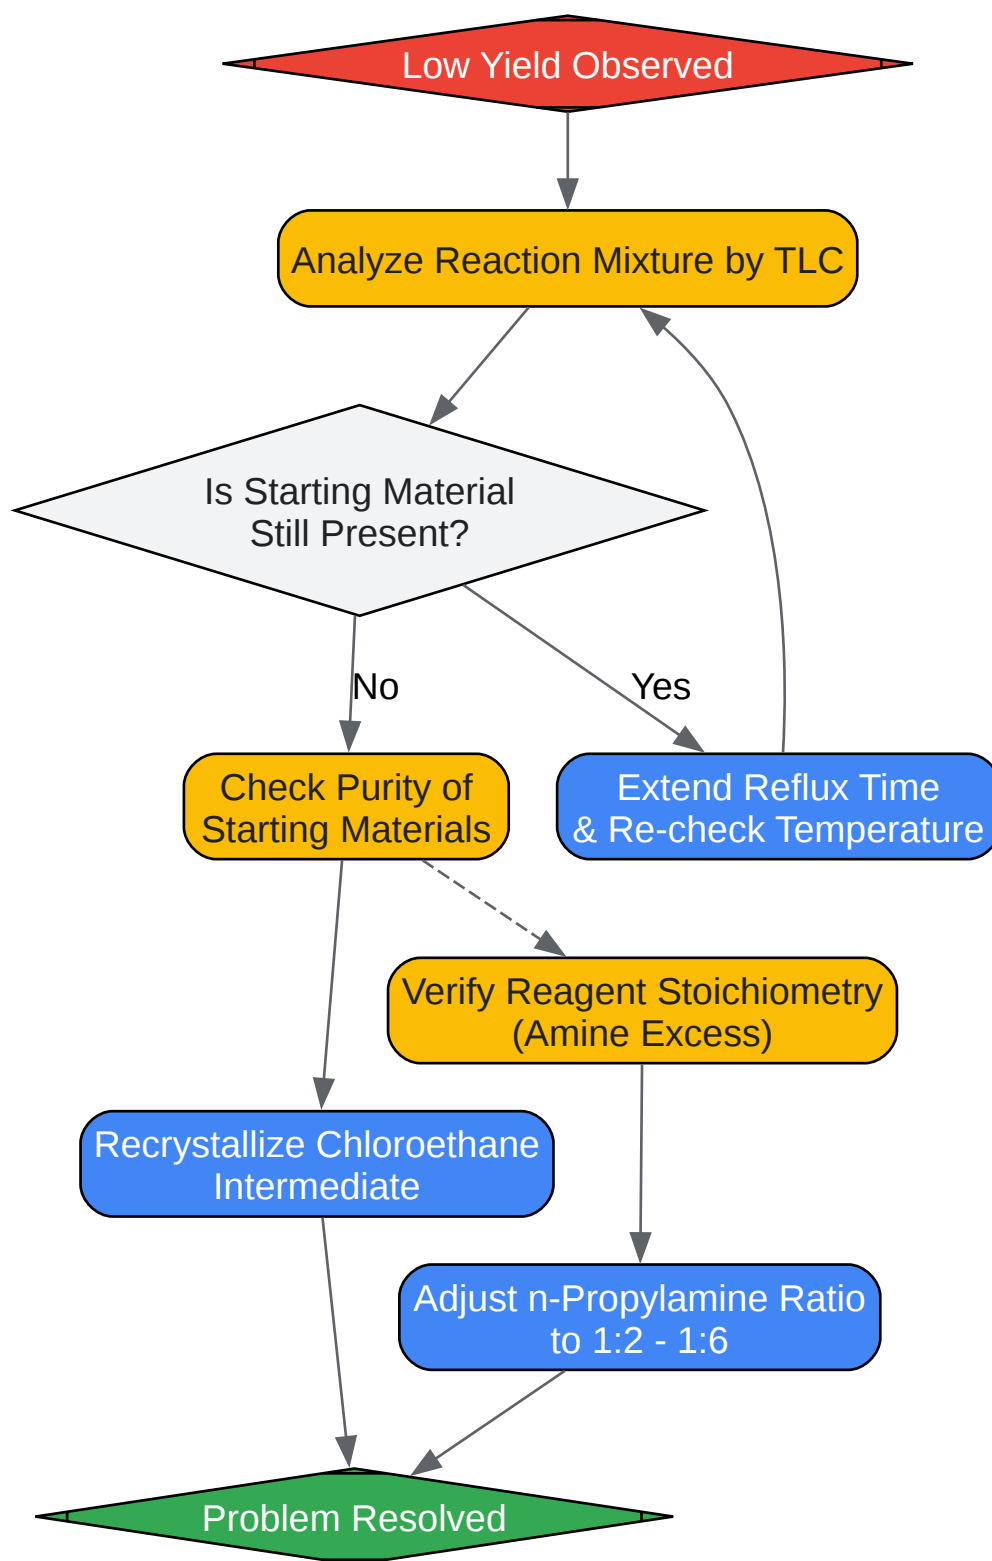 Low Yield Observed
Analyze Reaction Mixture by TLC
Is Starting Material
Still Present?
No
Yes
Check Purity of
Starting Materials
Extend Reflux Time
& Re-check Temperature
Verify Reagent Stoichiometry
(Amine Excess)
Recrystallize Chloroethane
Intermediate
Adjust n-Propylamine Ratio
to 1:2 - 1:6
Problem Resolved